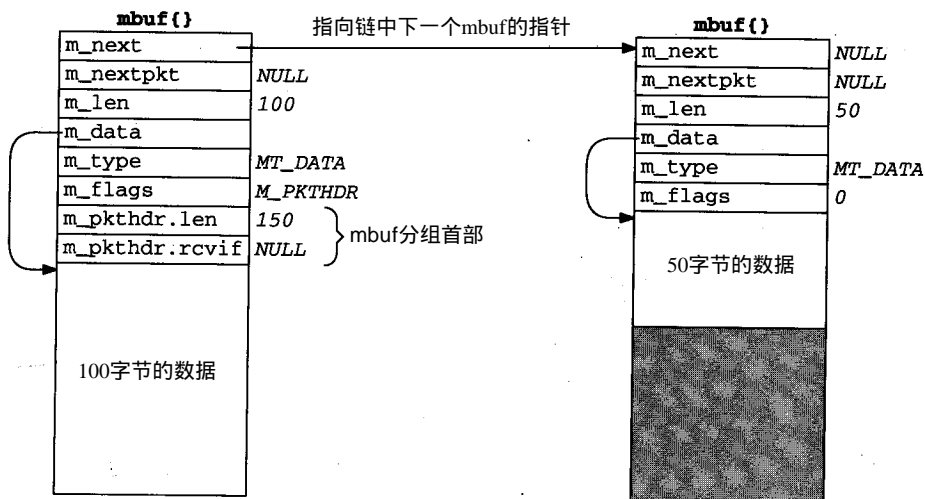 mbuf{}
m_next
m_nextpkt NULL
m_len 100
m_data
m_type MT_DATA
m_flags M_PKTHDR
m_pkthdr.len 150
m_pkthdr.rcvif NULL
mbuf分组首部
100字节的数据
指向链中下一个mbuf的指针
mbuf{}
m_next NULL
m_nextpkt NULL
m_len 50
m_data
m_type MT_DATA
m_flags 0
50字节的数据